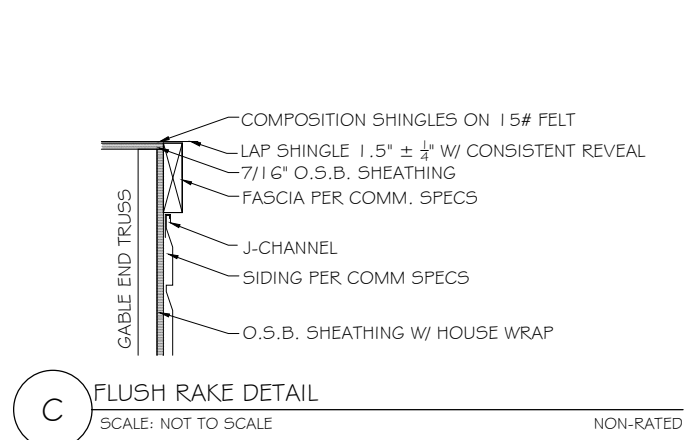 COMPOSITION SHINGLES ON 15# FELT
LAP SHINGLE 1.5" ± 1/4" W/ CONSISTENT REVEAL
7/16" O.S.B. SHEATHING
FASCIA PER COMM. SPECS
GABLE END TRUSS
J-CHANNEL
SIDING PER COMM SPECS
O.S.B. SHEATHING W/ HOUSE WRAP
C
FLUSH RAKE DETAIL
SCALE: NOT TO SCALE
NON-RATED